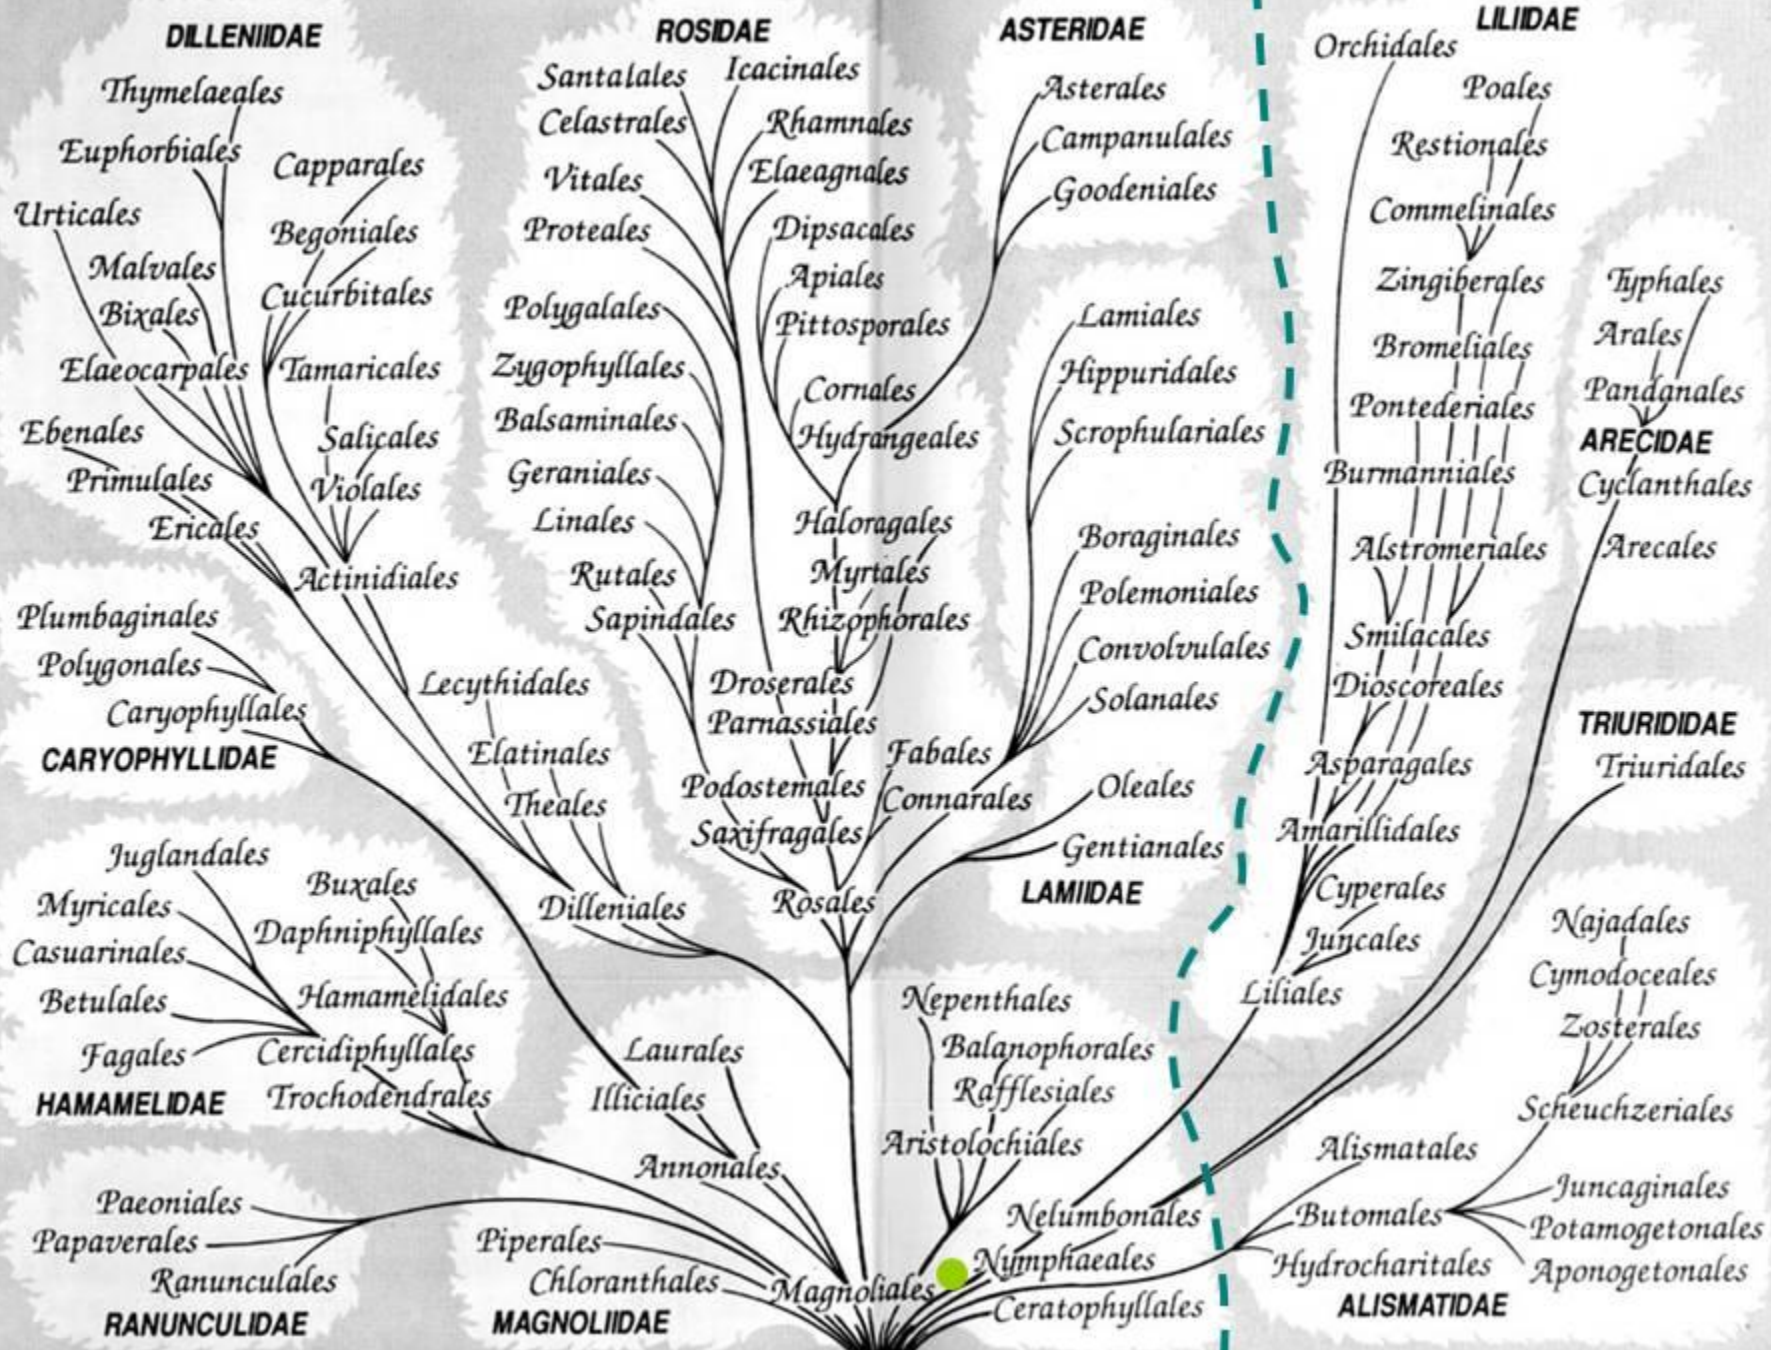 DILLENIIDAE
Thymelaeales
Euphorbiales
Capparales
Urticales
Begoniales
Malvales
Cucurbitales
Bixales
Elaeocarpales
Tamaricales
Ebenales
Salicales
Primulales
Violales
Ericales
Actinidiales
Lecythidales
Elatinales
Theales
Dilleniales
Plumbaginales
Polygonales
Caryophyllales
CARYOPHYLLIDAE
Juglandales
Buxales
Myricales
Daphniphyllales
Casuarinales
Hamamelidales
Betulales
Fagales
Cercidiphyllales
HAMAMELIDAE
Trochodendrales
Paeoniales
Papaverales
Ranunculales
RANUNCULIDAE
ROSIDAE
Santalales
Icacinales
Celastrales
Rhamnales
Vitales
Elaeagnales
Proteales
Dipsacales
Apiales
Polygalales
Pittosporales
Zygophyllales
Cornales
Balsaminales
Hydrangeales
Geraniales
Linales
Haloragales
Rutales
Myrtales
Sapindales
Rhizophorales
Droserales
Parnassiales
Fabales
Podostemales
Connarales
Saxifragales
Rosales
ASTERIDAE
Asterales
Campanulales
Goodeniales
Lamiales
Hippuridales
Scrophulariales
Boraginales
Polemoniales
Convolvulales
Solanales
Oleales
Gentianales
LAMIIDAE
Nepenthales
Laurales
Balanophorales
Illiciales
Rafflesiales
Aristolochiales
Annonales
Nelumbonales
Piperales
Nymphaeales
Chloranthales
Magnoliales
Ceratophyllales
MAGNOLIIDAE
LILIIDAE
Orchidales
Poales
Restionales
Commelinales
Zingiberales
Bromeliales
Pontederiales
Burmanniales
Alstromeriales
Smilacales
Dioscoreales
Asparagales
Amarillidales
Cyperales
Juncales
Liliales
Typhales
Arales
Pandanales
ARECIDAE
Cyclanthales
Arecales
TRIURIDIDAE
Triuridales
Najadales
Cymodoceales
Zosterales
Scheuchzeriales
Alismatales
Juncaginales
Butomales
Potamogetonales
Hydrocharitales
Aponogetonales
ALISMATIDAE